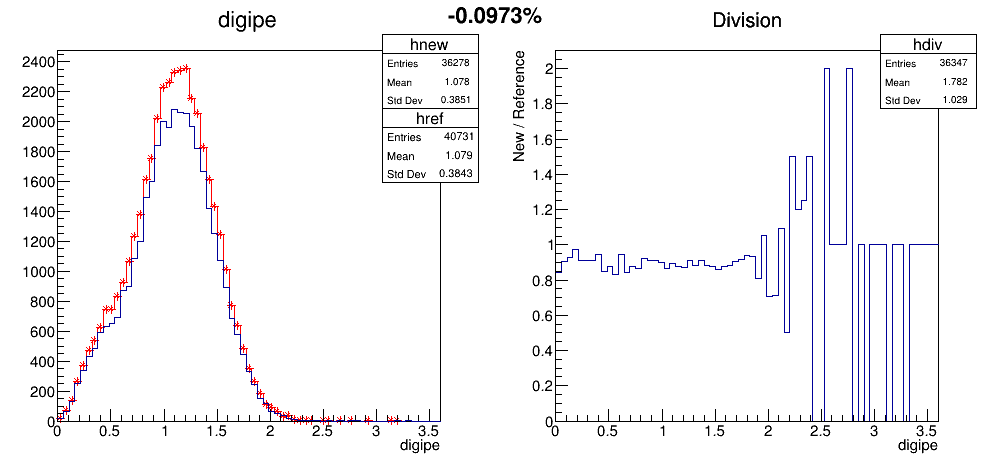 -0.0973%
digipe
hnew
Entries 36278
Mean 1.078
Std Dev 0.3851
href
Entries 40731
Mean 1.079
Std Dev 0.3843
2400
2200
2000
1800
1600
1400
1200
1000
800
600
400
200
0
0 0.5 1 1.5 2 2.5 3 3.5
digipe
Division
hdiv
Entries 36347
Mean 1.782
Std Dev 1.029
New / Reference
2
1.8
1.6
1.4
1.2
1
0.8
0.6
0.4
0.2
0
0 0.5 1 1.5 2 2.5 3 3.5
digipe